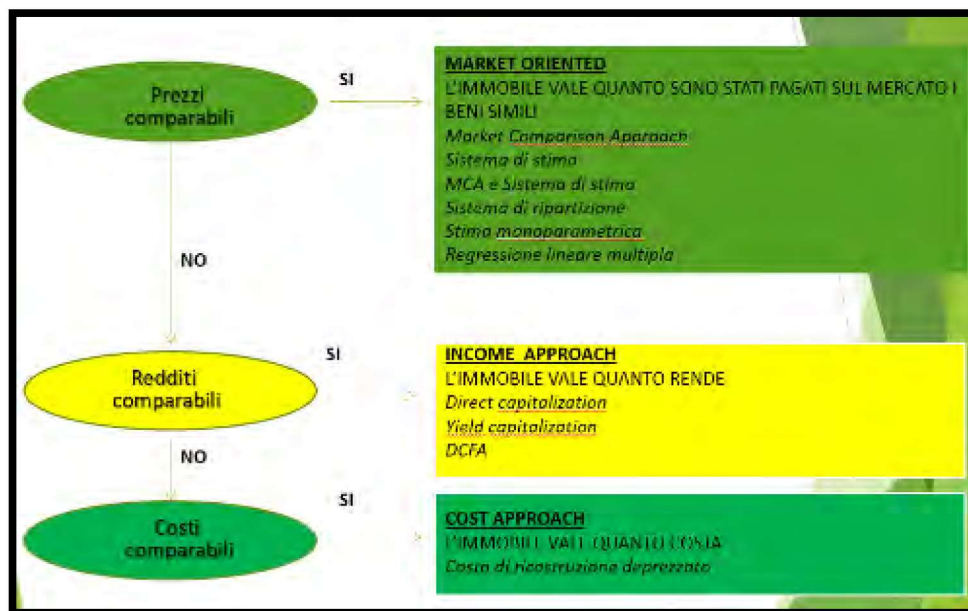 Prezzi
comparabili
SI
MARKET ORIENTED
L'IMMOBILE VALE QUANTO SONO STATI PAGATI SUL MERCATO I
BENI SIMILI
Market Comparison Approach
Sistema di stima
MCA e Sistema di stima
Sistema di ripartizione
Stima monoparametrica
Regressione lineare multipla
NO
Redditi
comparabili
SI
INCOME APPROACH
L'IMMOBILE VALE QUANTO RENDE
Direct capitalization
Yield capitalization
DCFA
NO
Costi
comparabili
SI
COST APPROACH
L'IMMOBILE VALE QUANTO COSTA
Costo di ricostruzione deprezzato